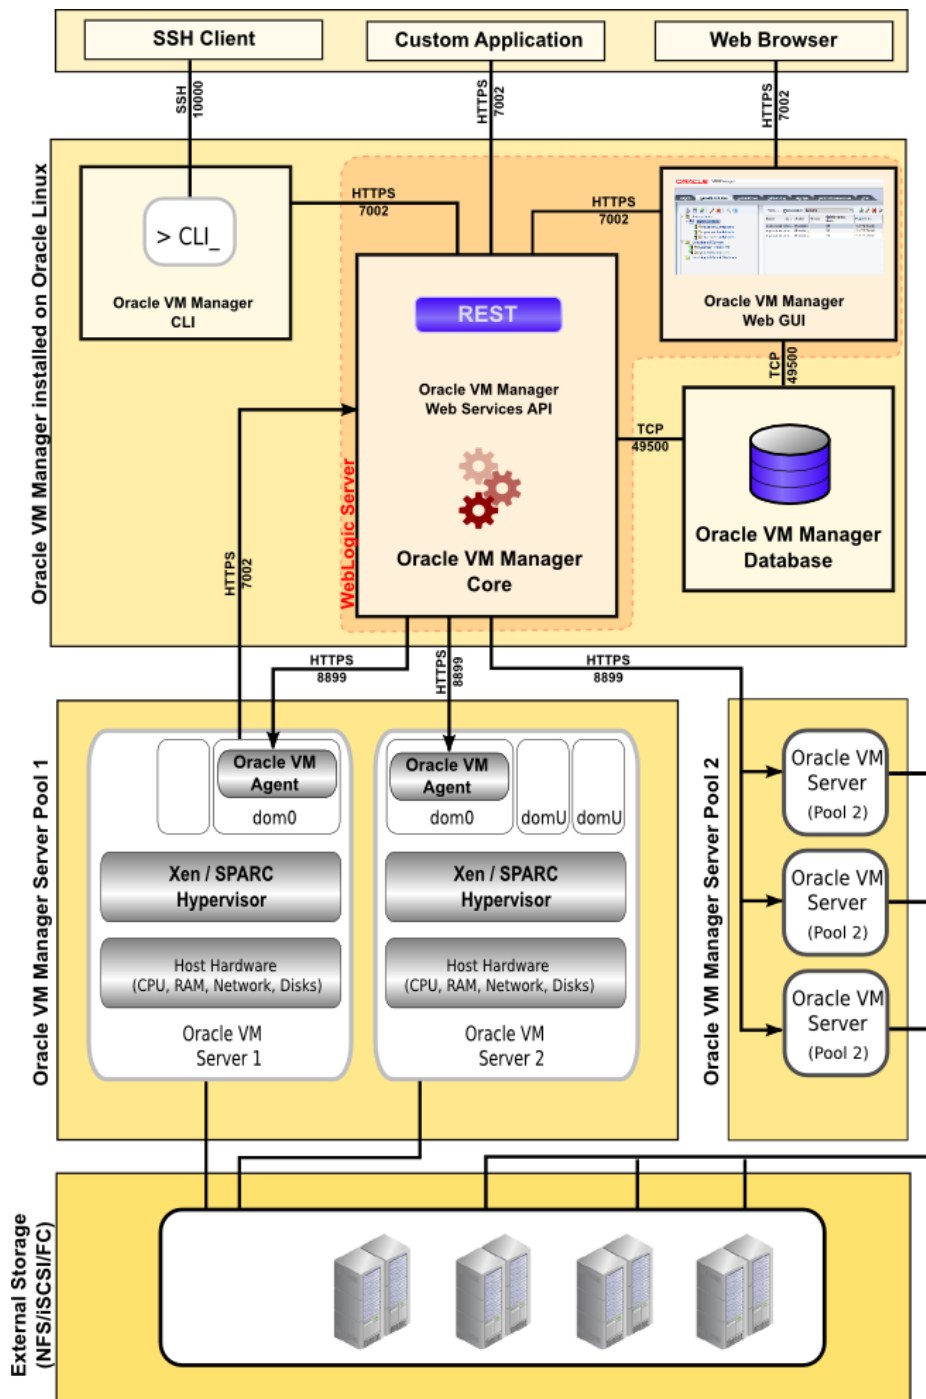 SSH Client
Custom Application
Web Browser
SSH
10000
HTTPS
7002
HTTPS
7002
Oracle VM Manager installed on Oracle Linux
HTTPS
7002
HTTPS
7002
ORACLE
> CLI_
Oracle VM Manager
CLI
REST
Oracle VM Manager
Web GUI
Oracle VM Manager
Web Services API
TCP
49500
TCP
49500
WebLogic Server
Oracle VM Manager
Core
Oracle VM Manager
Database
HTTPS
7002
HTTPS
8899
HTTPS
8899
HTTPS
8899
Oracle VM Manager Server Pool 1
Oracle VM
Agent
dom0
Oracle VM
Agent
dom0
domU
domU
Xen / SPARC
Hypervisor
Xen / SPARC
Hypervisor
Host Hardware
(CPU, RAM, Network, Disks)
Host Hardware
(CPU, RAM, Network, Disks)
Oracle VM
Server 1
Oracle VM
Server 2
Oracle VM Manager Server Pool 2
Oracle VM
Server
(Pool 2)
Oracle VM
Server
(Pool 2)
Oracle VM
Server
(Pool 2)
External Storage
(NFS/iSCSI/FC)